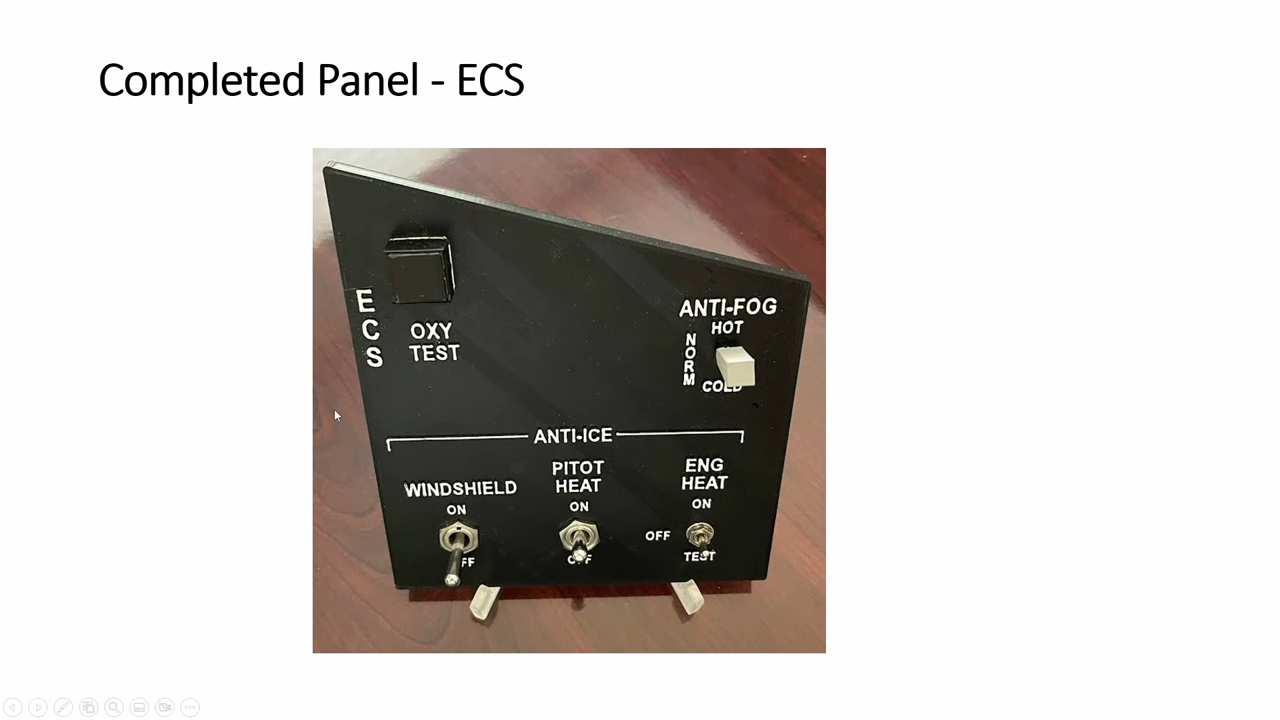 Completed Panel - ECS
E
C
S
OXY
TEST
ANTI-FOG
HOT
NORM
COLD
ANTI-ICE
WINDSHIELD
ON
PITOT
HEAT
ON
OFF
ENG
HEAT
ON
OFF
TEST